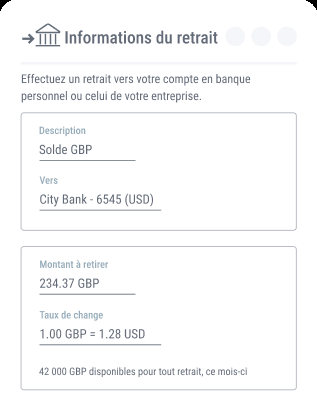 Informations du retrait
Effectuez un retrait vers votre compte en banque
personnel ou celui de votre entreprise.
Description
Solde GBP
Vers
City Bank - 6545 (USD)
Montant à retirer
234.37 GBP
Taux de change
1.00 GBP = 1.28 USD
42 000 GBP disponibles pour tout retrait, ce mois-ci